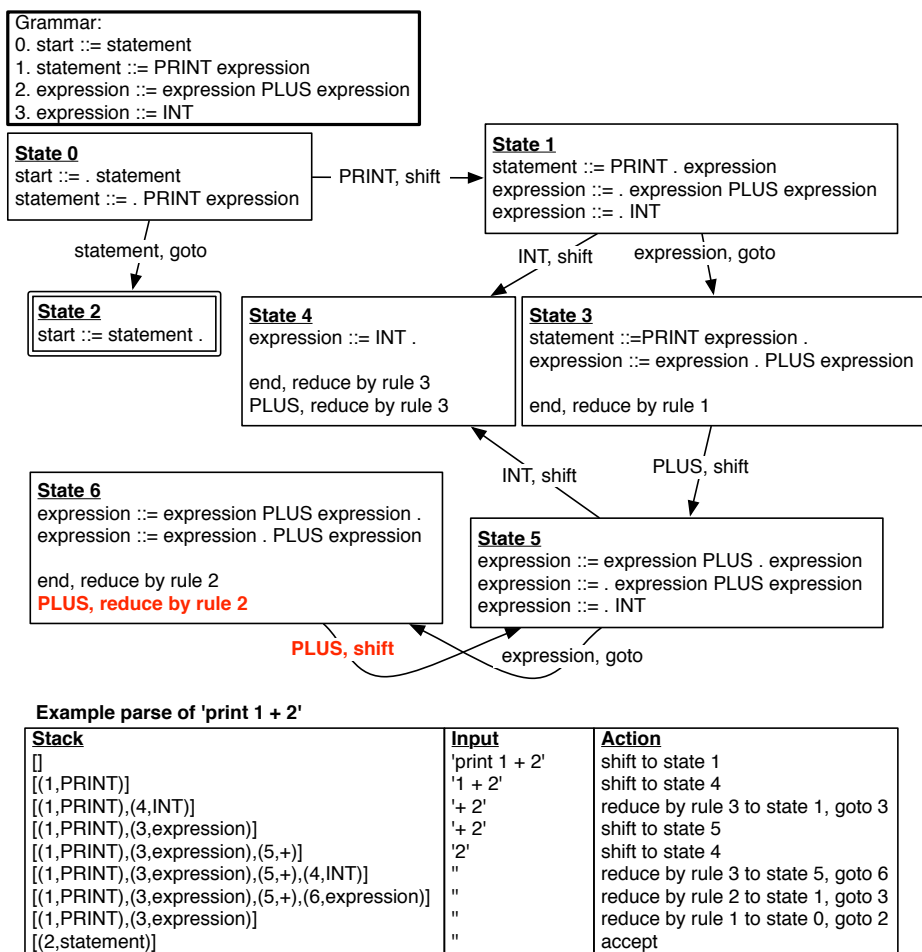 Grammar:
0. start ::= statement
1. statement ::= PRINT expression
2. expression ::= expression PLUS expression
3. expression ::= INT
State 0
start ::= . statement
statement ::= . PRINT expression
PRINT, shift
State 1
statement ::= PRINT . expression
expression ::= . expression PLUS expression
expression ::= . INT
statement, goto
INT, shift
expression, goto
State 2
start ::= statement .
State 4
expression ::= INT .
end, reduce by rule 3
PLUS, reduce by rule 3
State 3
statement ::=PRINT expression .
expression ::= expression . PLUS expression
end, reduce by rule 1
INT, shift
PLUS, shift
State 6
expression ::= expression PLUS expression .
expression ::= expression . PLUS expression
end, reduce by rule 2
PLUS, reduce by rule 2
State 5
expression ::= expression PLUS . expression
expression ::= . expression PLUS expression
expression ::= . INT
PLUS, shift
expression, goto
Example parse of 'print 1 + 2'
Stack Input Action
[] 'print 1 + 2' shift to state 1
[(1,PRINT)] '1 + 2' shift to state 4
[(1,PRINT),(4,INT)] '+ 2' reduce by rule 3 to state 1, goto 3
[(1,PRINT),(3,expression)] '+ 2' shift to state 5
[(1,PRINT),(3,expression),(5,+)] '2' shift to state 4
[(1,PRINT),(3,expression),(5,+),(4,INT)] '' reduce by rule 3 to state 5, goto 6
[(1,PRINT),(3,expression),(5,+),(6,expression)] '' reduce by rule 2 to state 1, goto 3
[(1,PRINT),(3,expression)] '' reduce by rule 1 to state 0, goto 2
[(2,statement)] '' accept